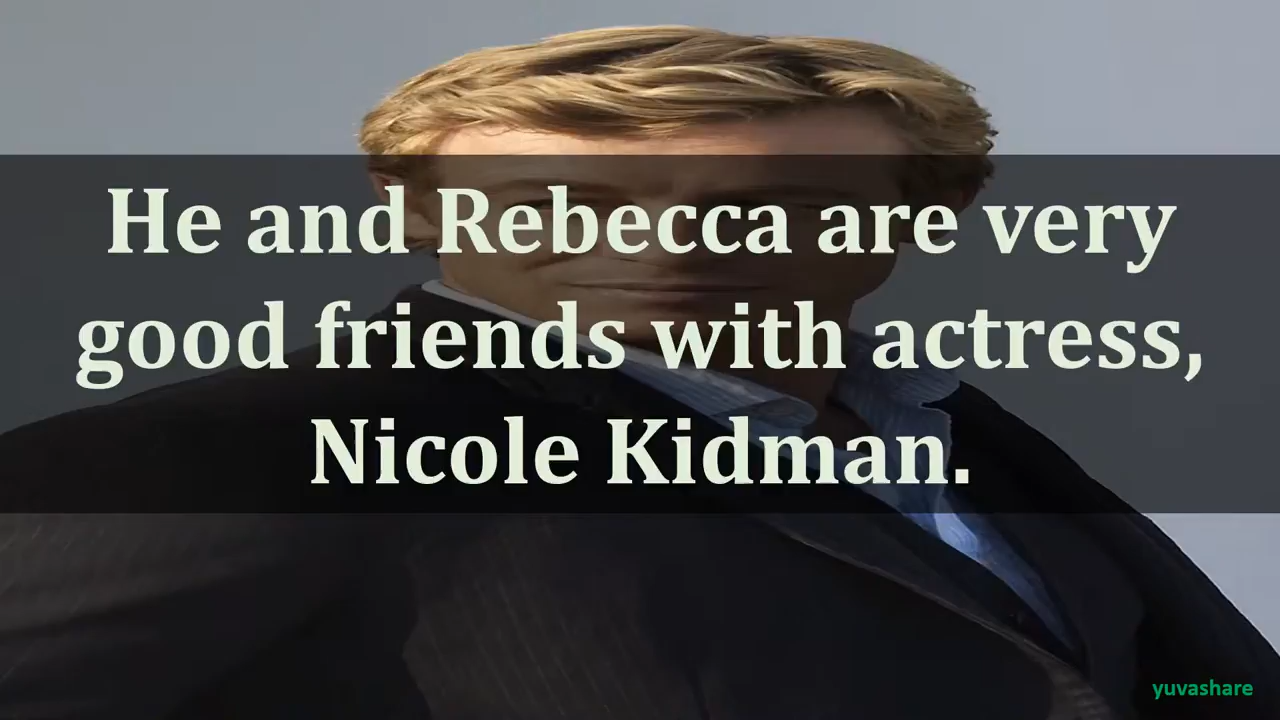 He and Rebecca are very
good friends with actress,
Nicole Kidman.
yuvashare